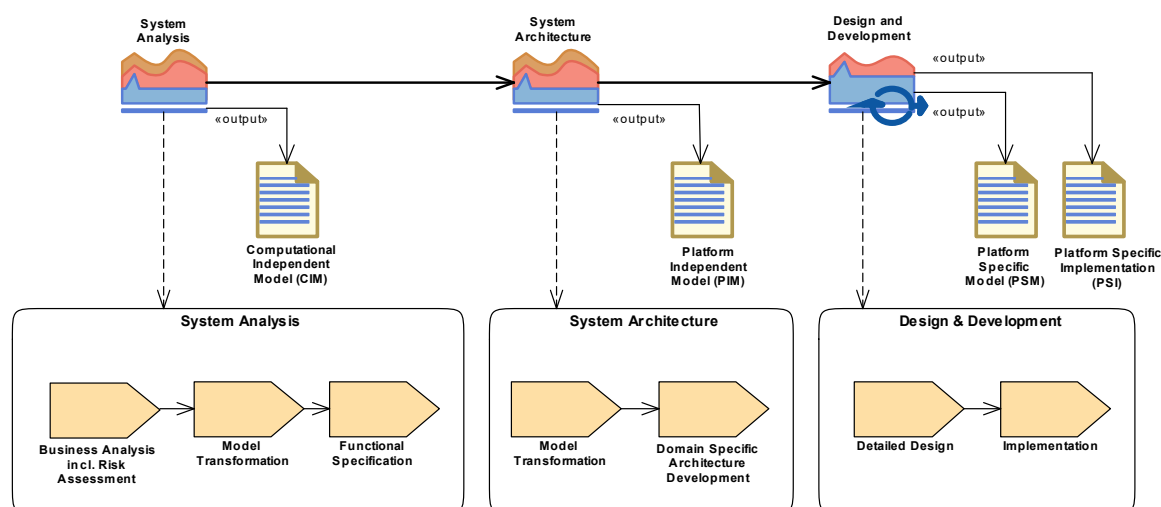 System
Analysis
System
Architecture
Design and
Development
«output»
«output»
«output»
«output»
Computational
Independent
Model (CIM)
Platform
Independent
Model (PIM)
Platform
Specific
Model (PSM)
Platform Specific
Implementation
(PSI)
System Analysis
Business Analysis
incl. Risk
Assessment
Model
Transformation
Functional
Specification
System Architecture
Model
Transformation
Domain Specific
Architecture
Development
Design & Development
Detailed Design
Implementation